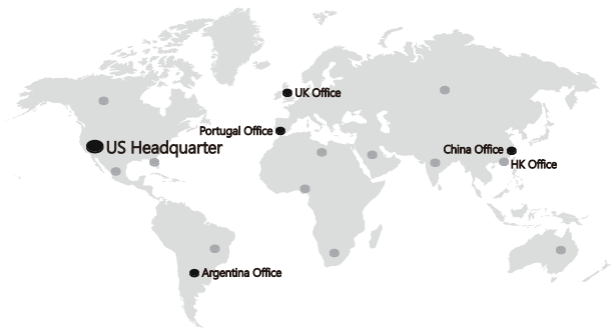 UK Office
Portugal Office
US Headquarter
China Office
HK Office
Argentina Office